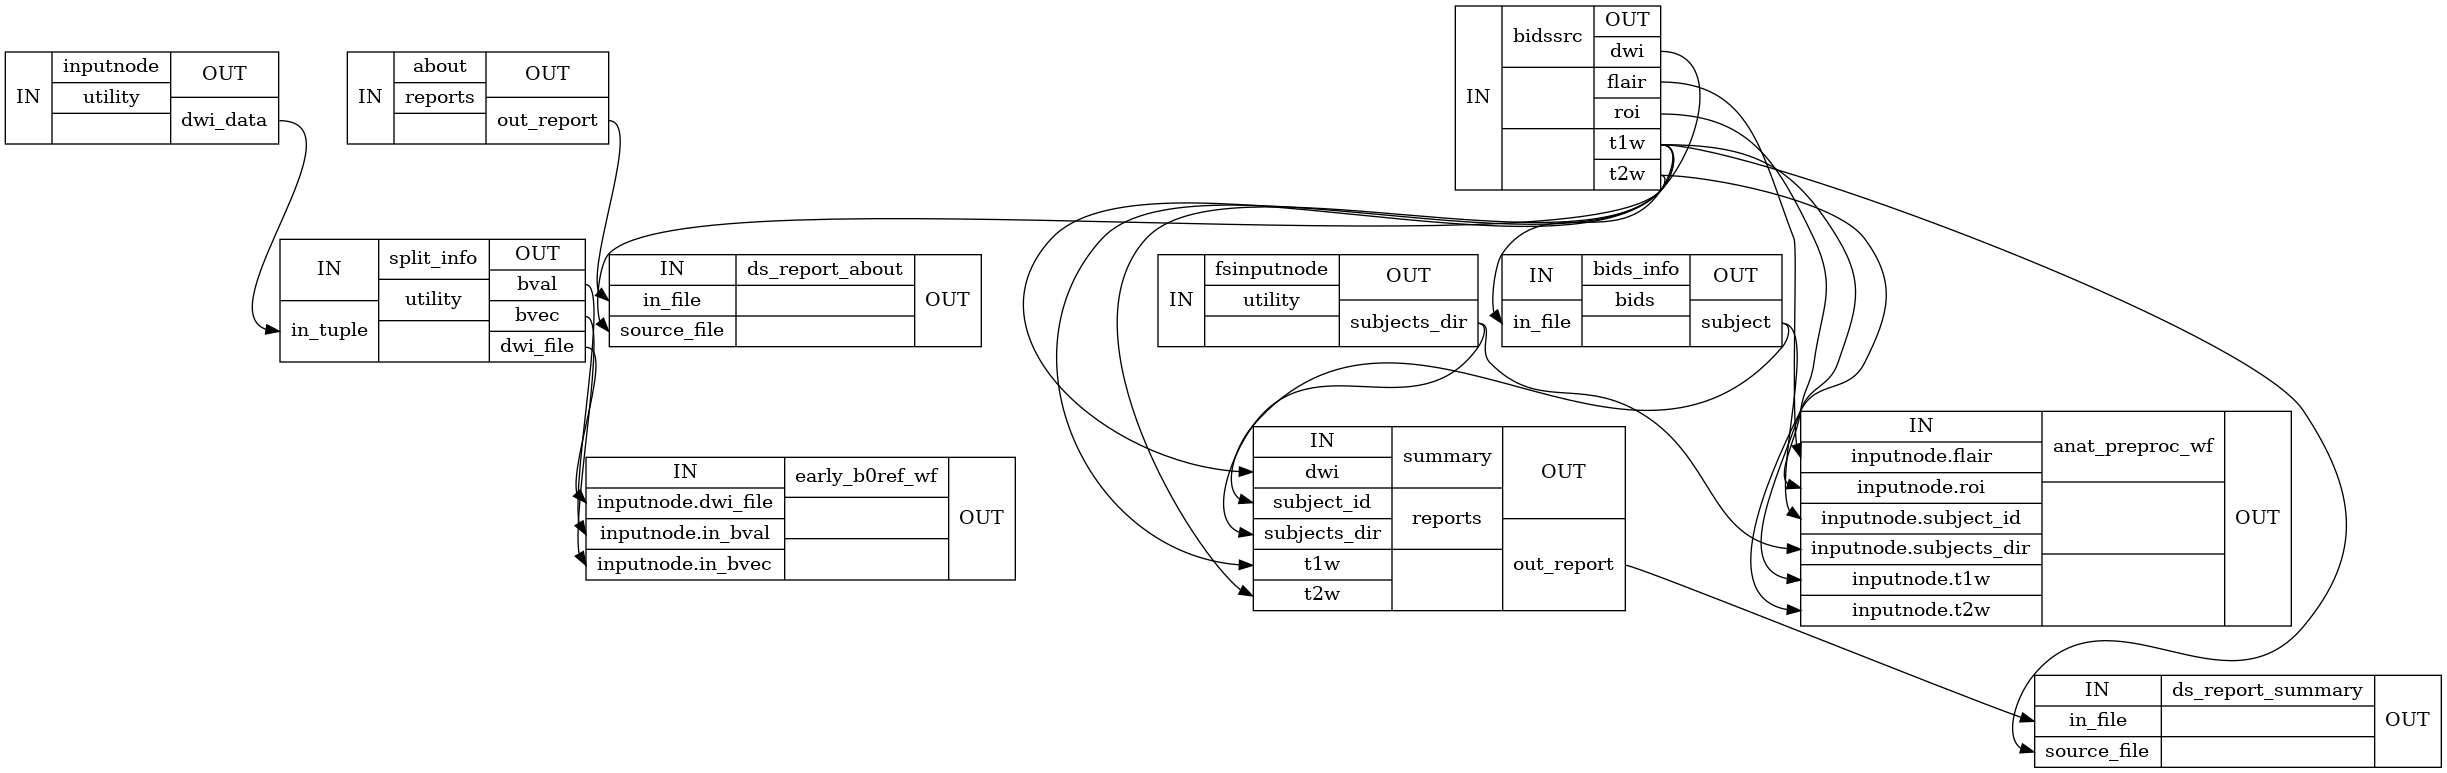 IN
inputnode
utility
OUT
dwi_data
IN
about
reports
OUT
out_report
IN
bidssrc
OUT
dwi
flair
roi
t1w
t2w
IN
in_tuple
split_info
utility
OUT
bval
bvec
dwi_file
IN
in_file
source_file
ds_report_about
OUT
IN
fsinputnode
utility
OUT
subjects_dir
IN
in_file
bids_info
bids
OUT
subject
IN
inputnode.dwi_file
inputnode.in_bval
inputnode.in_bvec
early_b0ref_wf
OUT
IN
dwi
subject_id
subjects_dir
t1w
t2w
summary
reports
OUT
out_report
IN
inputnode.flair
inputnode.roi
inputnode.subject_id
inputnode.subjects_dir
inputnode.t1w
inputnode.t2w
anat_preproc_wf
OUT
IN
in_file
source_file
ds_report_summary
OUT